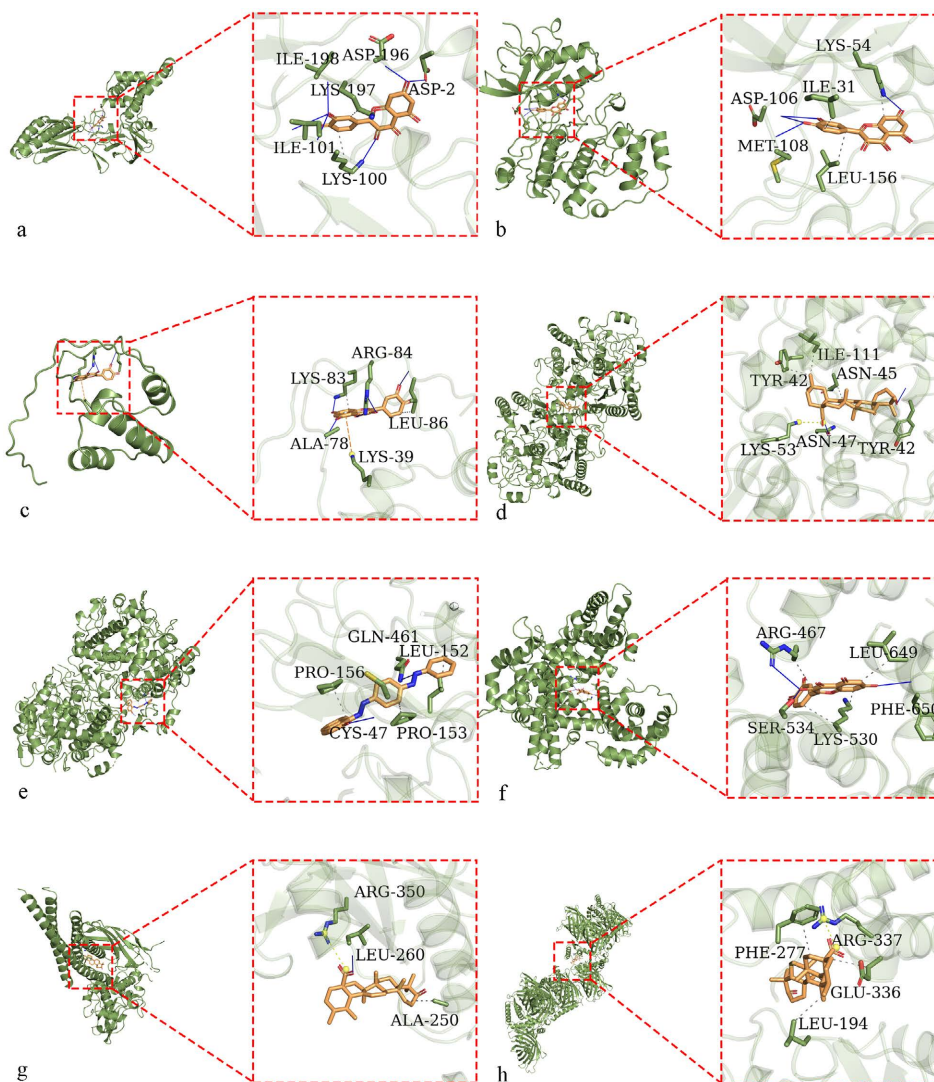 ASP-196
ILE-198
LYS-197
ASP-2
ILE-101
LYS-100
a
LYS-54
ILE-31
ASP-106
MET-108
LEU-156
b
ARG-84
LYS-83
LEU-86
ALA-78
LYS-39
c
ILE-111
TYR-42
ASN-45
LYS-53
ASN-47
TYR-42
d
GLN-461
LEU-152
PRO-156
CYS-47
PRO-153
e
ARG-467
LEU-649
PHE-650
SER-534
LYS-530
f
ARG-350
LEU-260
ALA-250
g
PHE-277
ARG-337
GLU-336
LEU-194
h